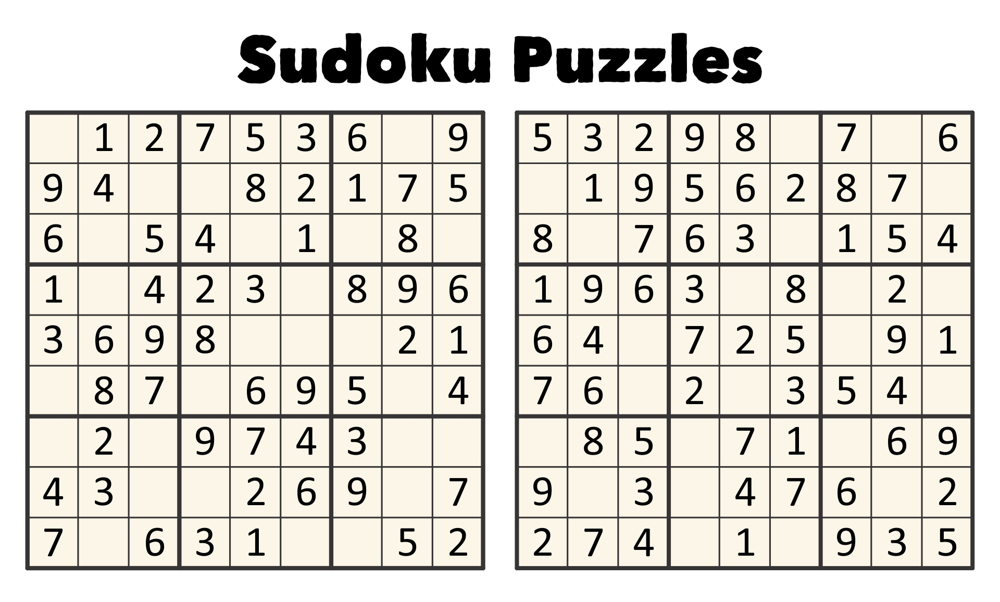 Sudoku Puzzles
1 2 7 5 3 6 9
9 4 8 2 1 7 5
6 5 4 1 8
1 4 2 3 8 9 6
3 6 9 8 2 1
8 7 6 9 5 4
2 9 7 4 3
4 3 2 6 9 7
7 6 3 1 5 2
5 3 2 9 8 7 6
1 9 5 6 2 8 7
8 7 6 3 1 5 4
1 9 6 3 8 2
6 4 7 2 5 9 1
7 6 2 3 5 4
8 5 7 1 6 9
9 3 4 7 6 2
2 7 4 1 9 3 5